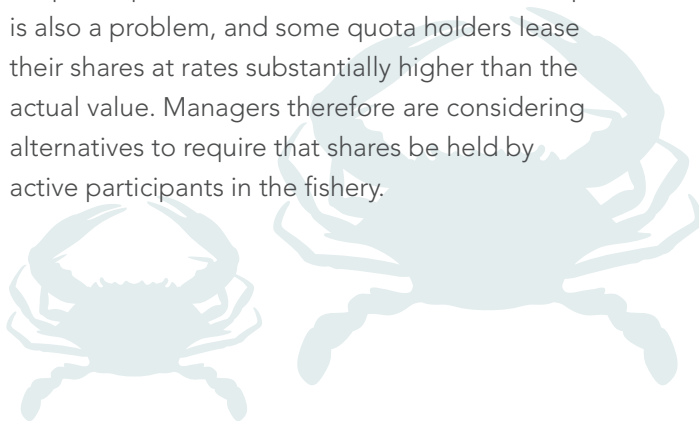 is also a problem, and some quota holders lease
their shares at rates substantially higher than the
actual value. Managers therefore are considering
alternatives to require that shares be held by
active participants in the fishery.